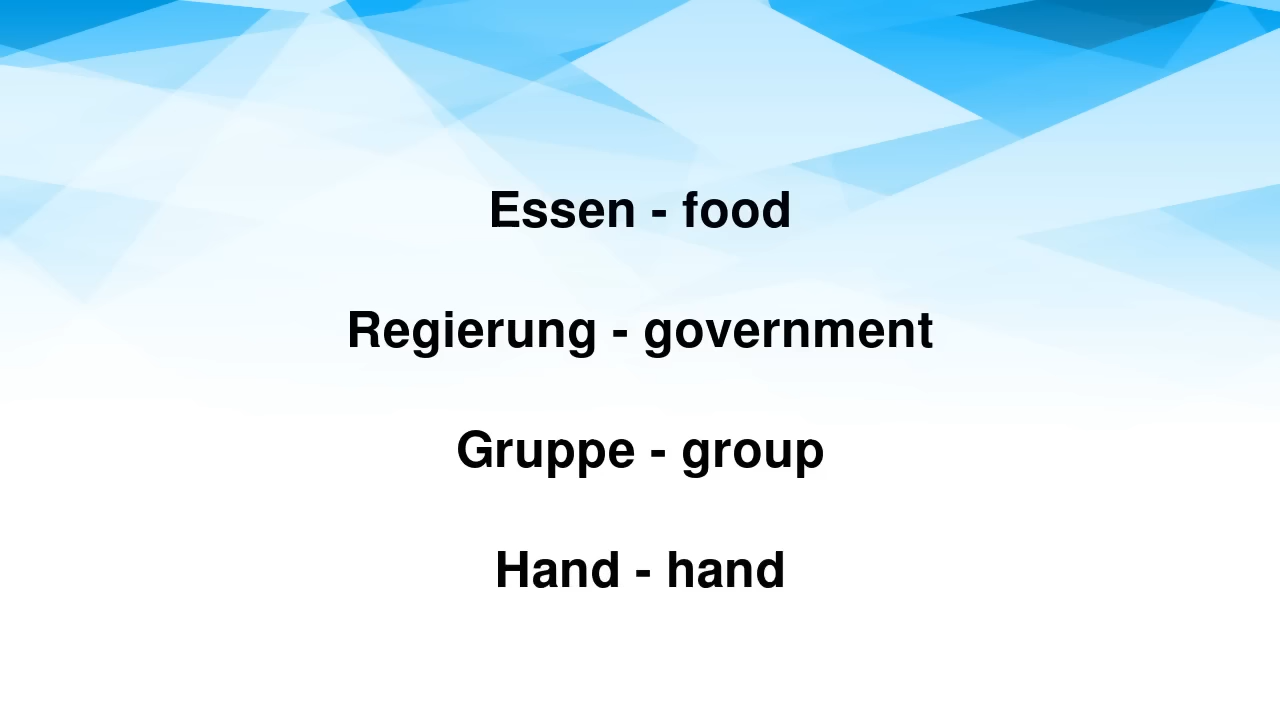 Essen - food
Regierung - government
Gruppe - group
Hand - hand